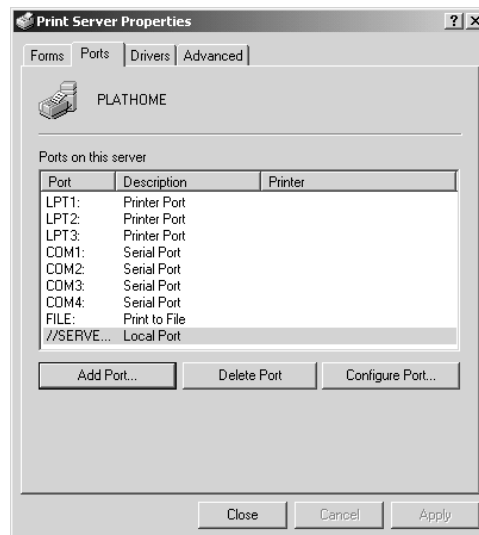 Print Server Properties ? X
Forms Ports Drivers Advanced
PLATHOME
Ports on this server
Port Description Printer
LPT1: Printer Port
LPT2: Printer Port
LPT3: Printer Port
COM1: Serial Port
COM2: Serial Port
COM3: Serial Port
COM4: Serial Port
FILE: Print to File
//SERVE... Local Port
Add Port... Delete Port Configure Port...
Close Cancel Apply